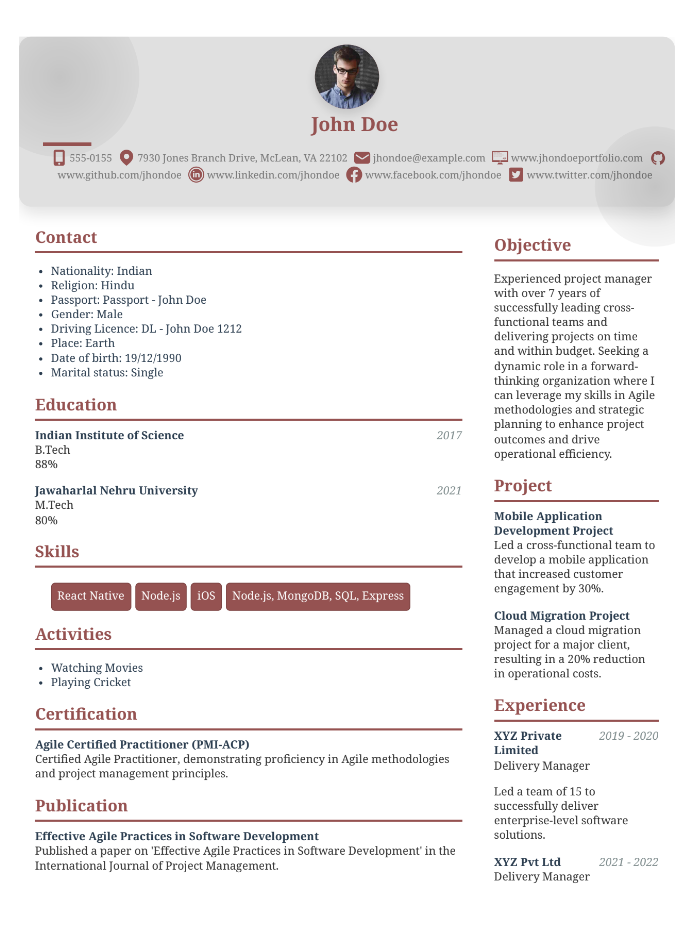 John Doe
555-0155 7930 Jones Branch Drive, McLean, VA 22102 jhondoe@example.com www.jhondoeportfolio.com
www.github.com/jhondoe www.linkedin.com/jhondoe www.facebook.com/jhondoe www.twitter.com/jhondoe
Contact
• Nationality: Indian
• Religion: Hindu
• Passport: Passport - John Doe
• Gender: Male
• Driving Licence: DL - John Doe 1212
• Place: Earth
• Date of birth: 19/12/1990
• Marital status: Single
Education
Indian Institute of Science 2017
B.Tech
88%
Jawaharlal Nehru University 2021
M.Tech
80%
Skills
React Native Node.js iOS Node.js, MongoDB, SQL, Express
Activities
• Watching Movies
• Playing Cricket
Certification
Agile Certified Practitioner (PMI-ACP)
Certified Agile Practitioner, demonstrating proficiency in Agile methodologies
and project management principles.
Publication
Effective Agile Practices in Software Development
Published a paper on 'Effective Agile Practices in Software Development' in the
International Journal of Project Management.
Objective
Experienced project manager
with over 7 years of
successfully leading cross-
functional teams and
delivering projects on time
and within budget. Seeking a
dynamic role in a forward-
thinking organization where I
can leverage my skills in Agile
methodologies and strategic
planning to enhance project
outcomes and drive
operational efficiency.
Project
Mobile Application
Development Project
Led a cross-functional team to
develop a mobile application
that increased customer
engagement by 30%.
Cloud Migration Project
Managed a cloud migration
project for a major client,
resulting in a 20% reduction
in operational costs.
Experience
XYZ Private 2019 - 2020
Limited
Delivery Manager
Led a team of 15 to
successfully deliver
enterprise-level software
solutions.
XYZ Pvt Ltd 2021 - 2022
Delivery Manager